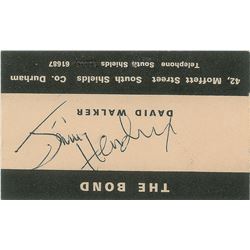 THE BOND
DAVID WALKER
42, Moffett Street South Shields Co. Durham
Telephone South Shields 61687
Jimi Hendrix